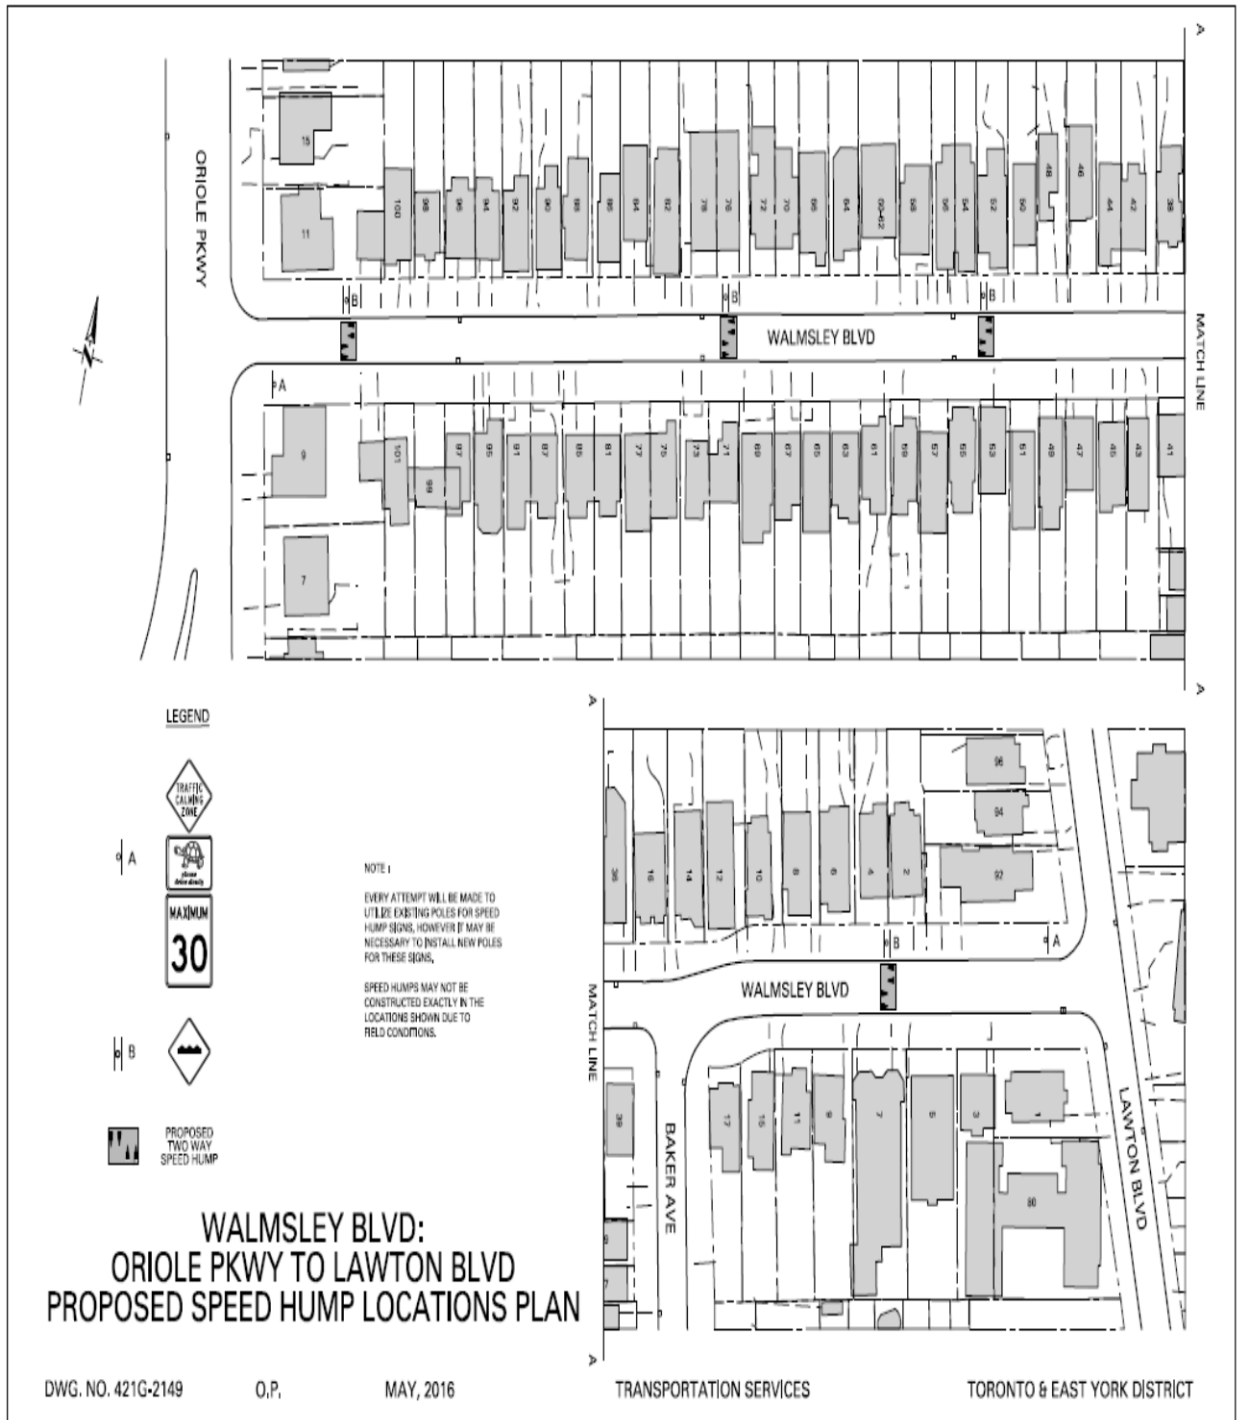 A
15
11
ORIOLE PKWY
100
98
96
94
92
90
88
86
84
82
78
76
72
70
66
64
60-62
58
56
54
52
50
48
46
44
42
38
B
B
B
WALMSLEY BLVD
MATCH LINE
A
9
7
101
99
97
95
91
87
85
81
77
75
73
71
69
67
65
63
61
59
57
55
53
51
49
47
45
43
41
A
LEGEND
TRAFFIC
CALMING
ZONE
A
please
drive slowly
MAXIMUM
30
B
PROPOSED
TWO WAY
SPEED HUMP
NOTE :
EVERY ATTEMPT WILL BE MADE TO
UTILIZE EXISTING POLES FOR SPEED
HUMP SIGNS, HOWEVER IT MAY BE
NECESSARY TO INSTALL NEW POLES
FOR THESE SIGNS.
SPEED HUMPS MAY NOT BE
CONSTRUCTED EXACTLY IN THE
LOCATIONS SHOWN DUE TO
FIELD CONDITIONS.
A
36
16
14
12
10
8
6
4
2
96
92
B
A
WALMSLEY BLVD
MATCH LINE
39
BAKER AVE
17
15
11
9
7
5
3
1
LAWTON BLVD
A
WALMSLEY BLVD:
ORIOLE PKWY TO LAWTON BLVD
PROPOSED SPEED HUMP LOCATIONS PLAN
DWG. NO. 421G-2149 O.P. MAY, 2016 TRANSPORTATION SERVICES TORONTO & EAST YORK DISTRICT